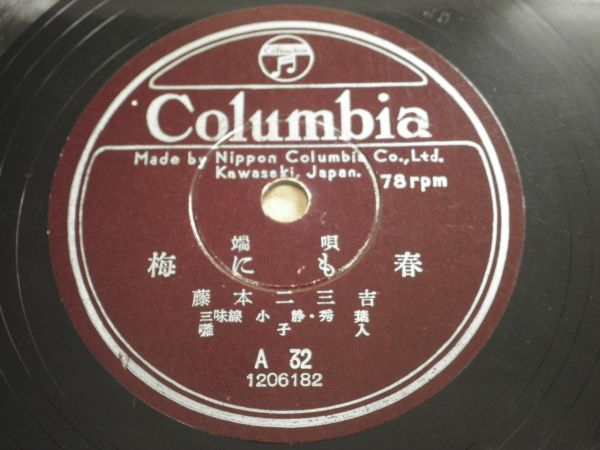 Columbia
Columbia
Made by Nippon Columbia Co., Ltd.
Kawasaki, Japan.
78 rpm
端唄
梅にも春
藤本二三吉
三味線 小静・秀葉
囃子入
A 32
1206182